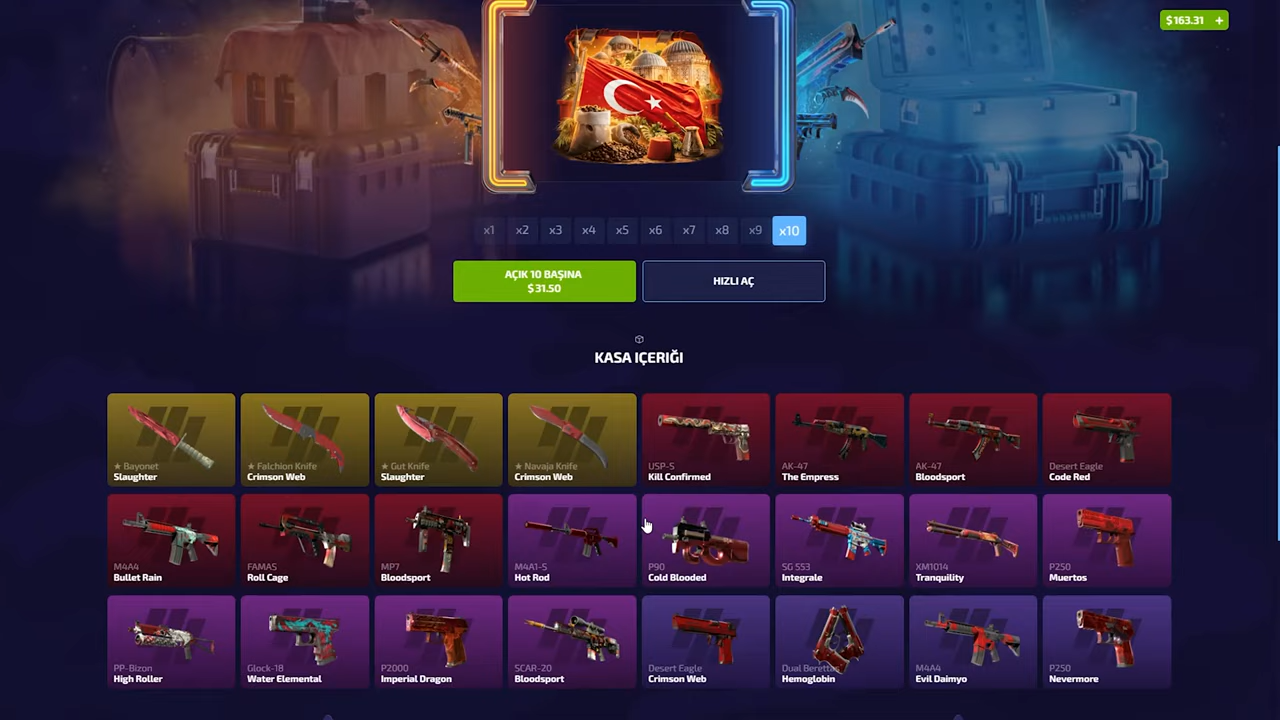 $163.31 +
x1 x2 x3 x4 x5 x6 x7 x8 x9 x10
AÇIK 10 BAŞINA
$31.50
HIZLI AÇ
KASA IÇERIĞI
★ Bayonet
Slaughter
★ Falchion Knife
Crimson Web
★ Gut Knife
Slaughter
★ Navaja Knife
Crimson Web
USP-S
Kill Confirmed
AK-47
The Empress
AK-47
Bloodsport
Desert Eagle
Code Red
M4A4
Bullet Rain
FAMAS
Roll Cage
MP7
Bloodsport
M4A1-S
Hot Rod
P90
Cold Blooded
SG 553
Integrale
XM1014
Tranquility
P250
Muertos
PP-Bizon
High Roller
Glock-18
Water Elemental
P2000
Imperial Dragon
SCAR-20
Bloodsport
Desert Eagle
Crimson Web
Dual Berettas
Hemoglobin
M4A4
Evil Daimyo
P250
Nevermore